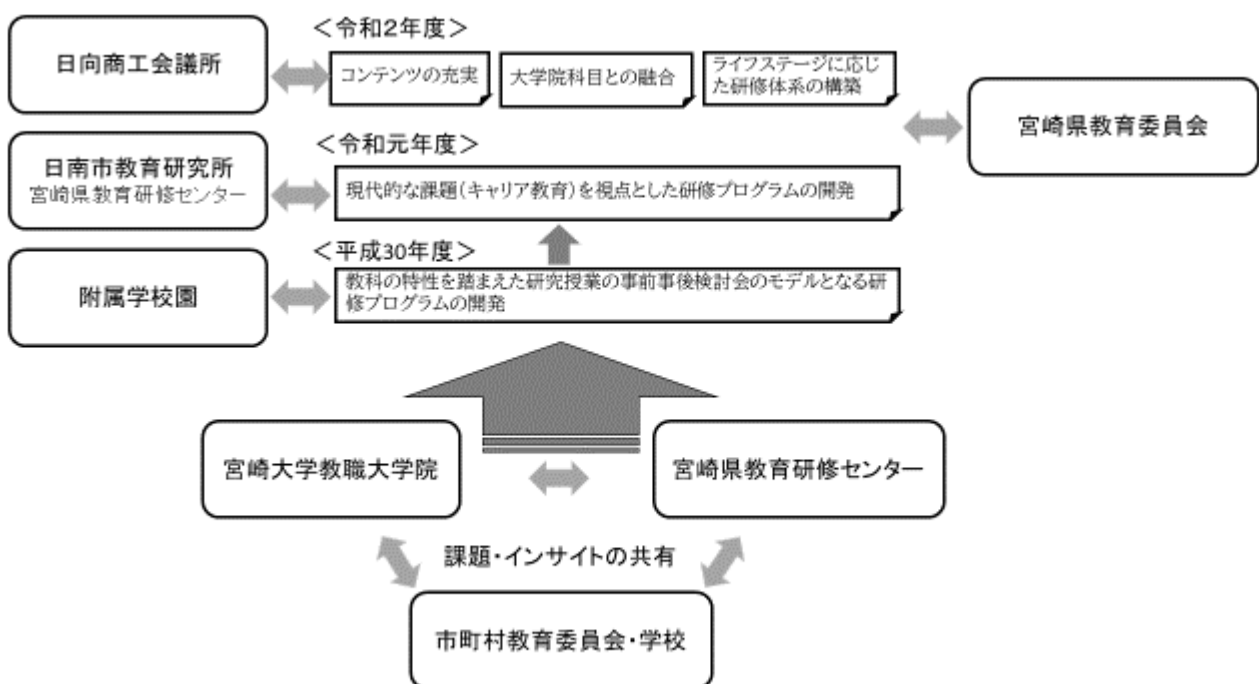 ＜令和２年度＞
日向商工会議所
コンテンツの充実
大学院科目との融合
ライフステージに応じ
た研修体系の構築
宮崎県教育委員会
＜令和元年度＞
日南市教育研究所
宮崎県教育研修センター
現代的な課題(キャリア教育)を視点とした研修プログラムの開発
＜平成30年度＞
附属学校園
教科の特性を踏まえた研究授業の事前事後検討会のモデルとなる研
修プログラムの開発
宮崎大学教職大学院
宮崎県教育研修センター
課題・インサイトの共有
市町村教育委員会・学校